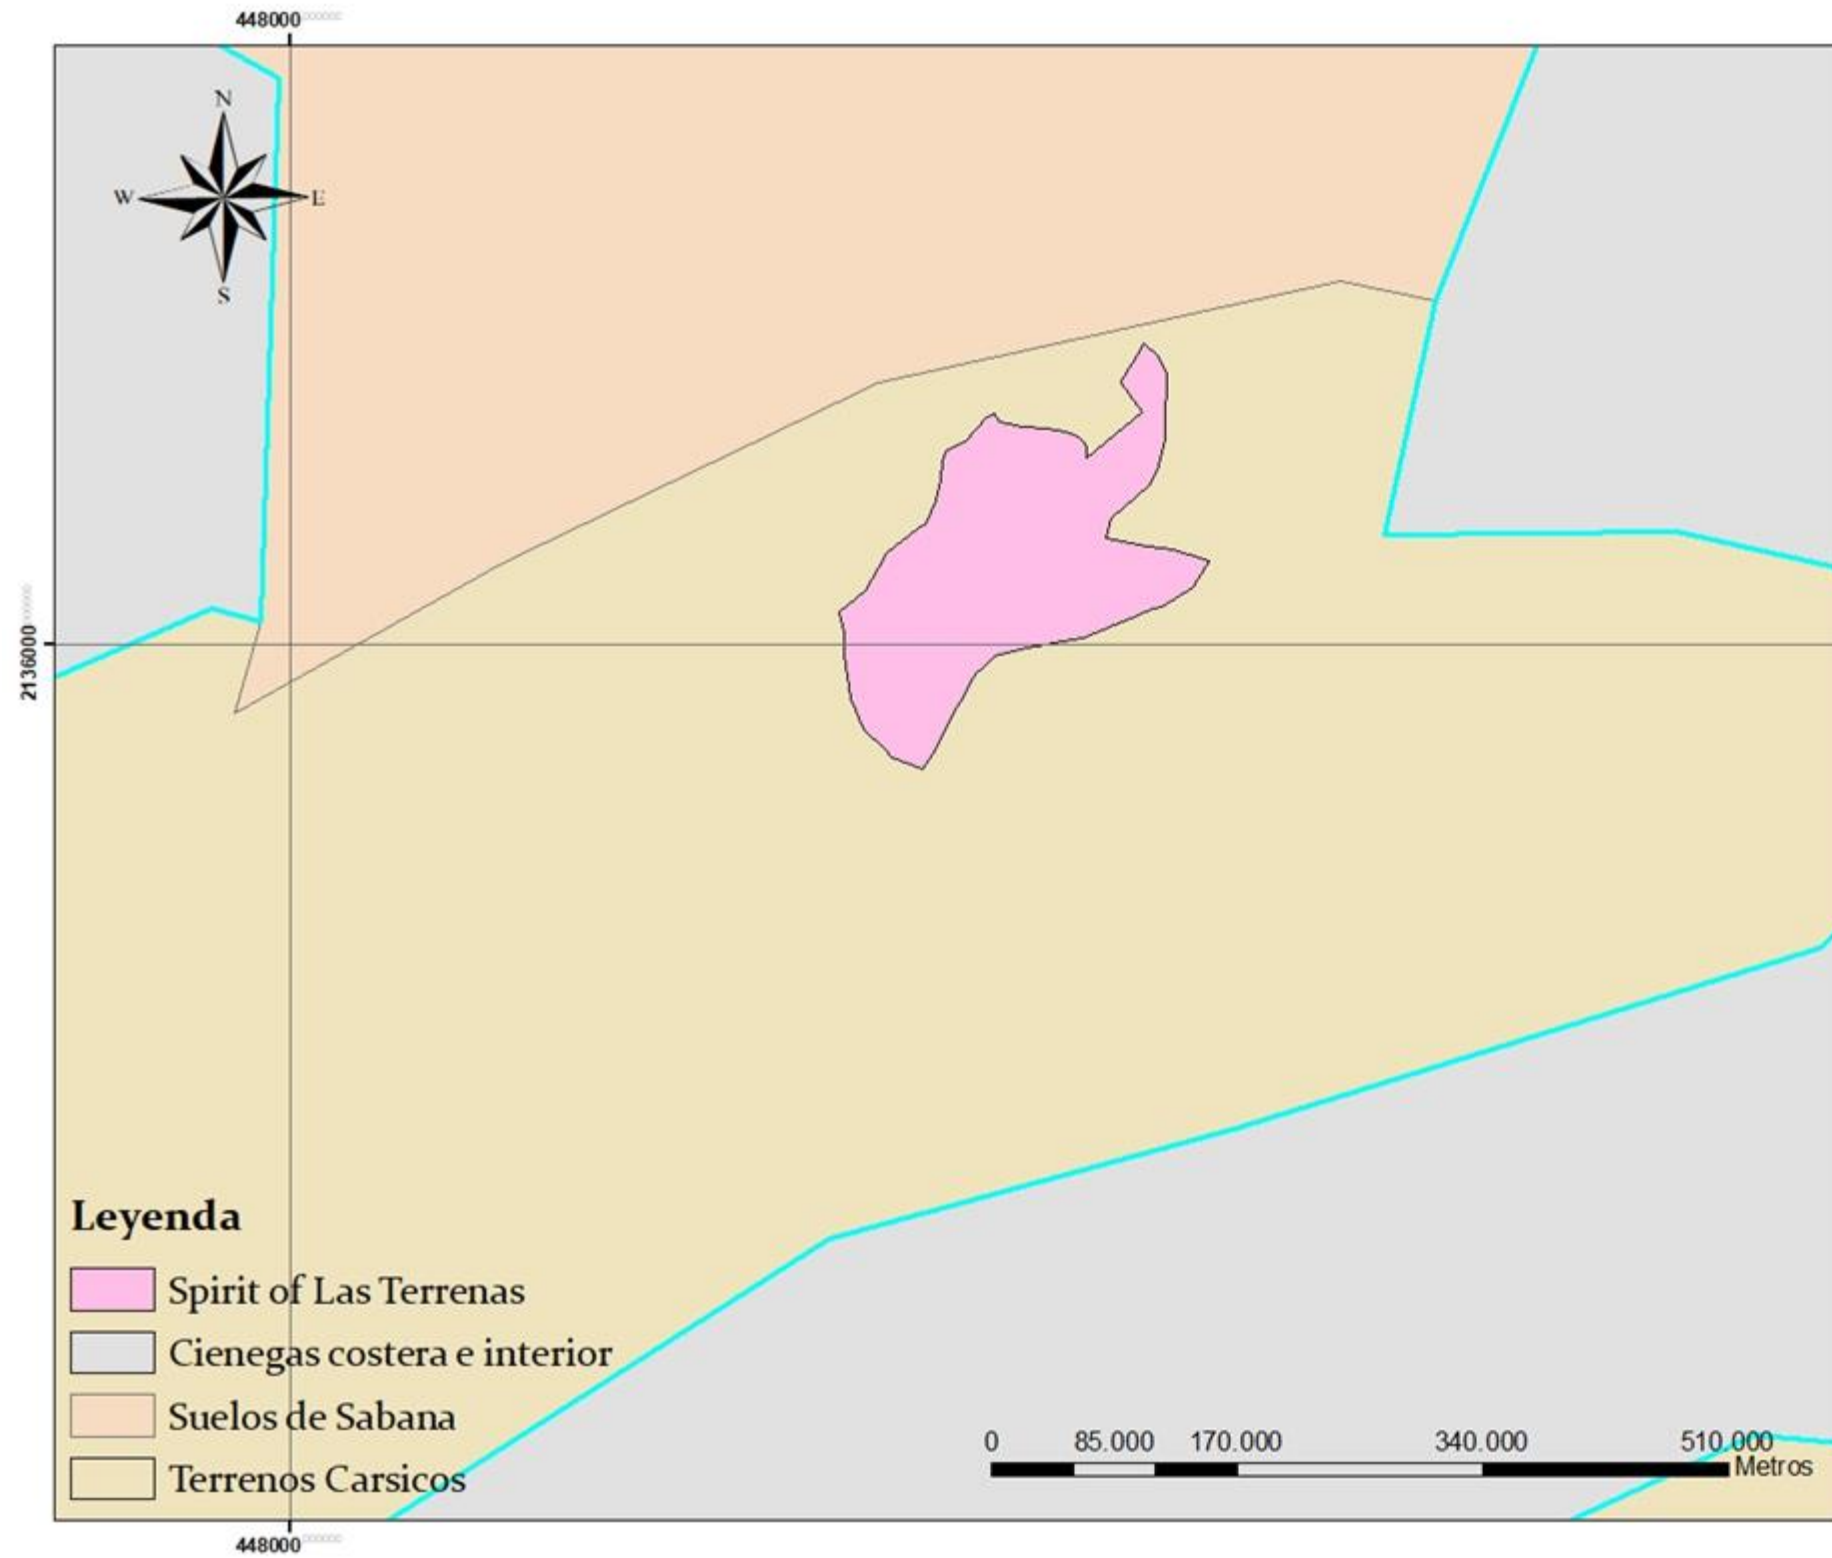 448000
N
W E
S
2136000
Leyenda
Spirit of Las Terrenas
Cienegas costera e interior
Suelos de Sabana
Terrenos Carsicos
0 85.000 170.000 340.000 510.000
Metros
448000